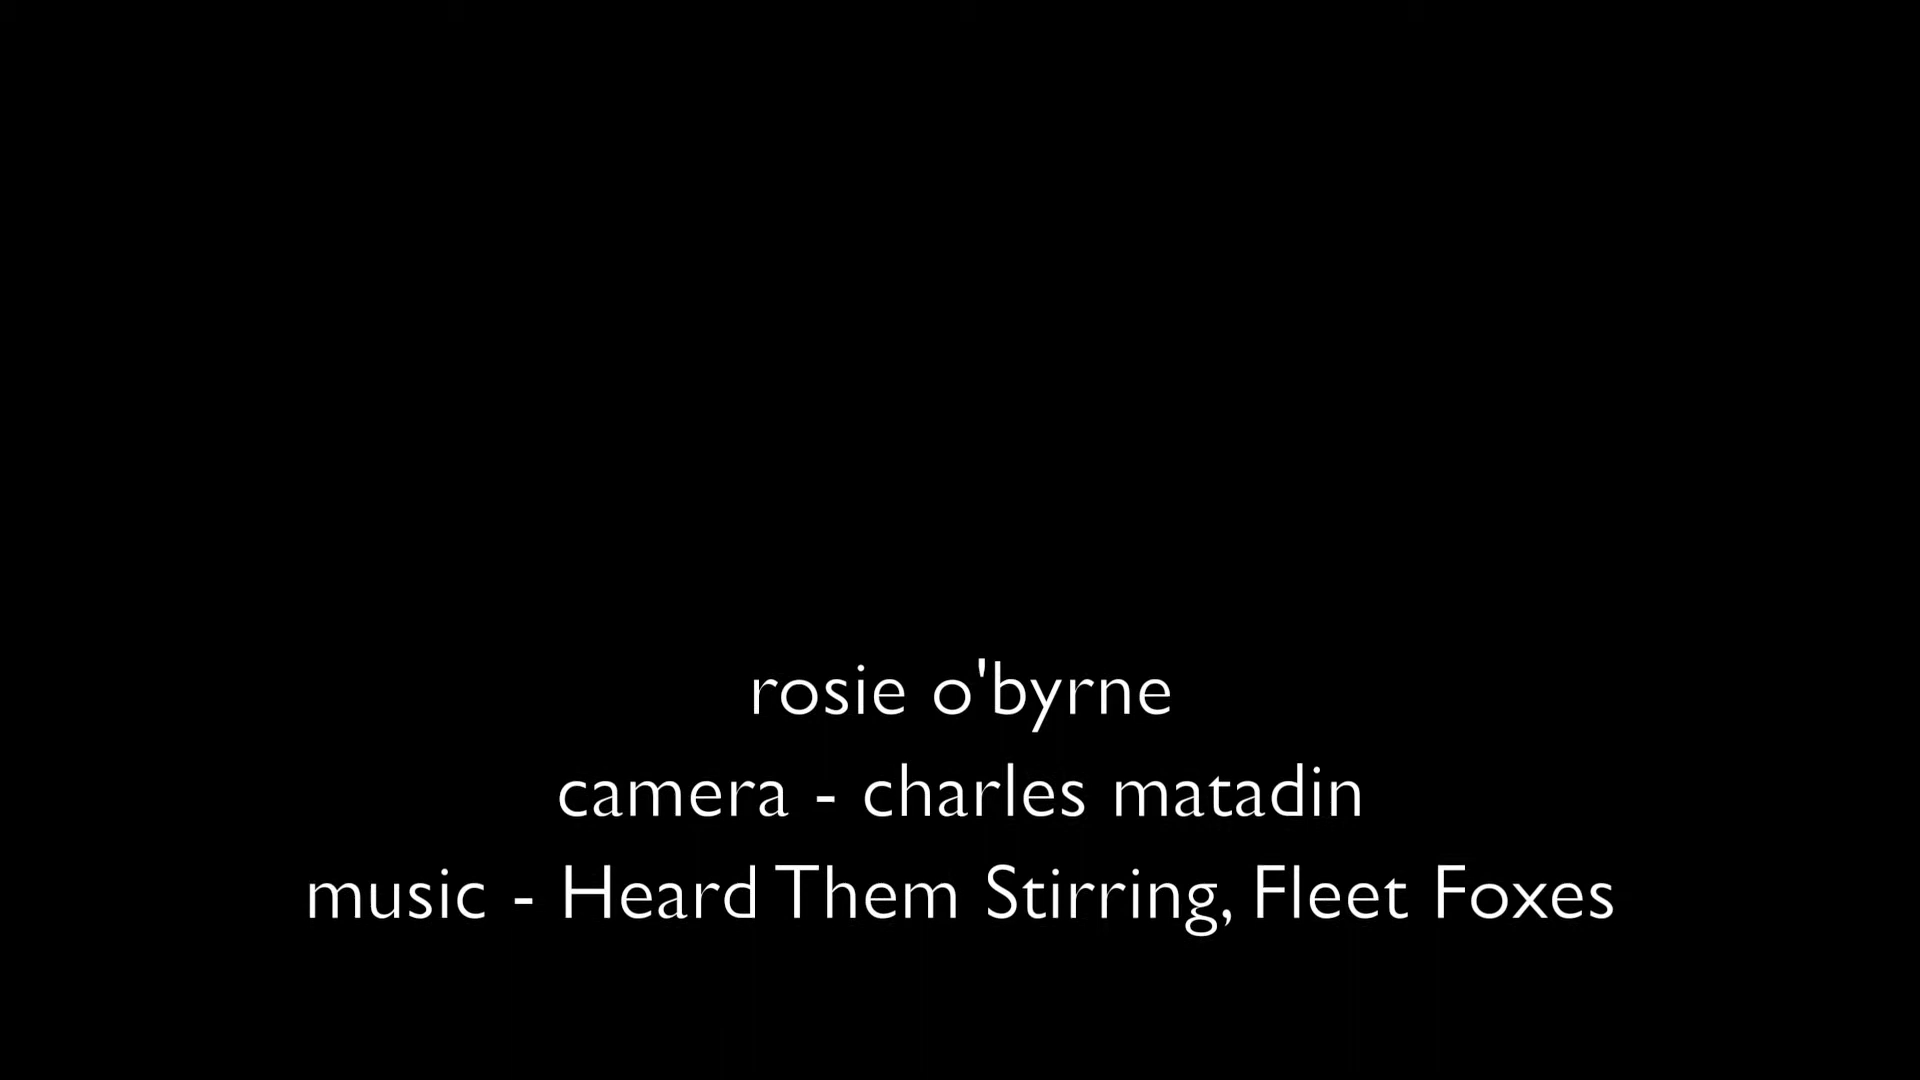 rosie o'byrne
camera - charles matadin
music - Heard Them Stirring, Fleet Foxes